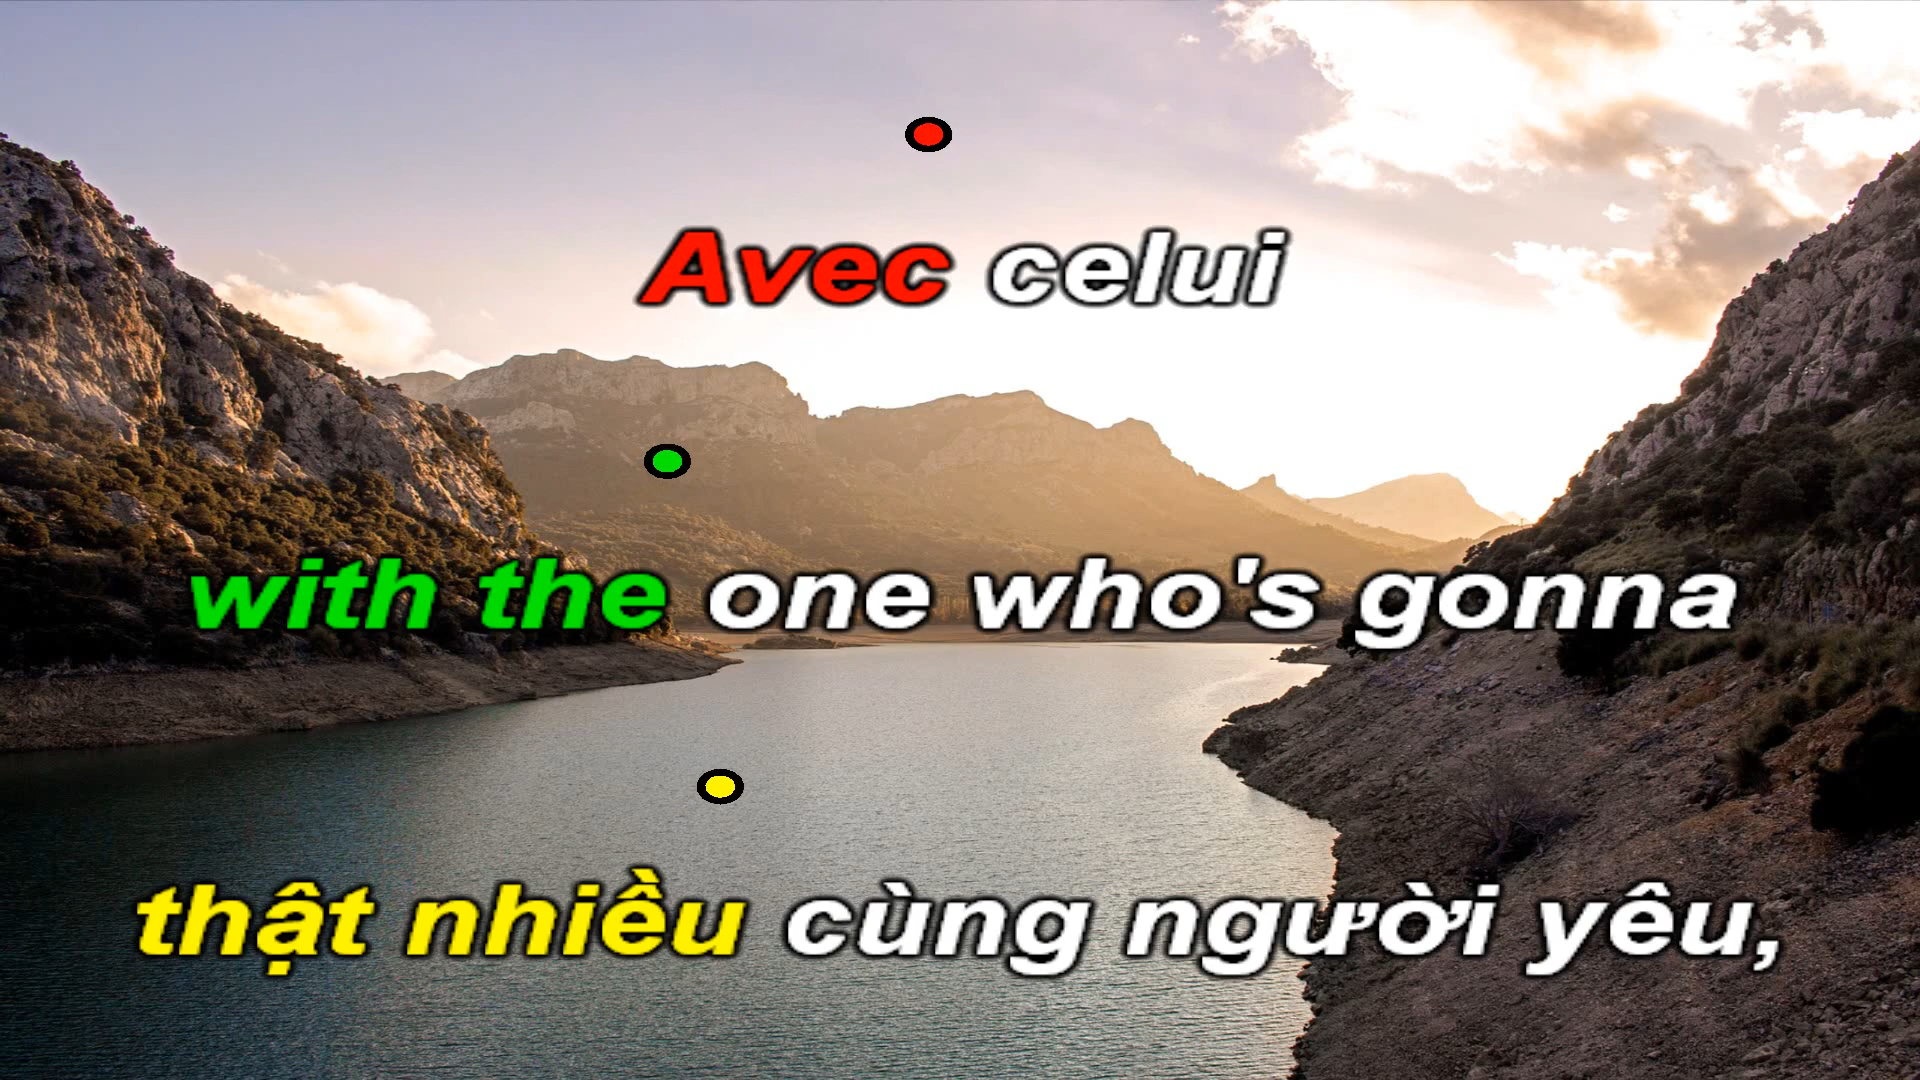 Avec celui
with the one who's gonna
thật nhiều cùng người yêu,